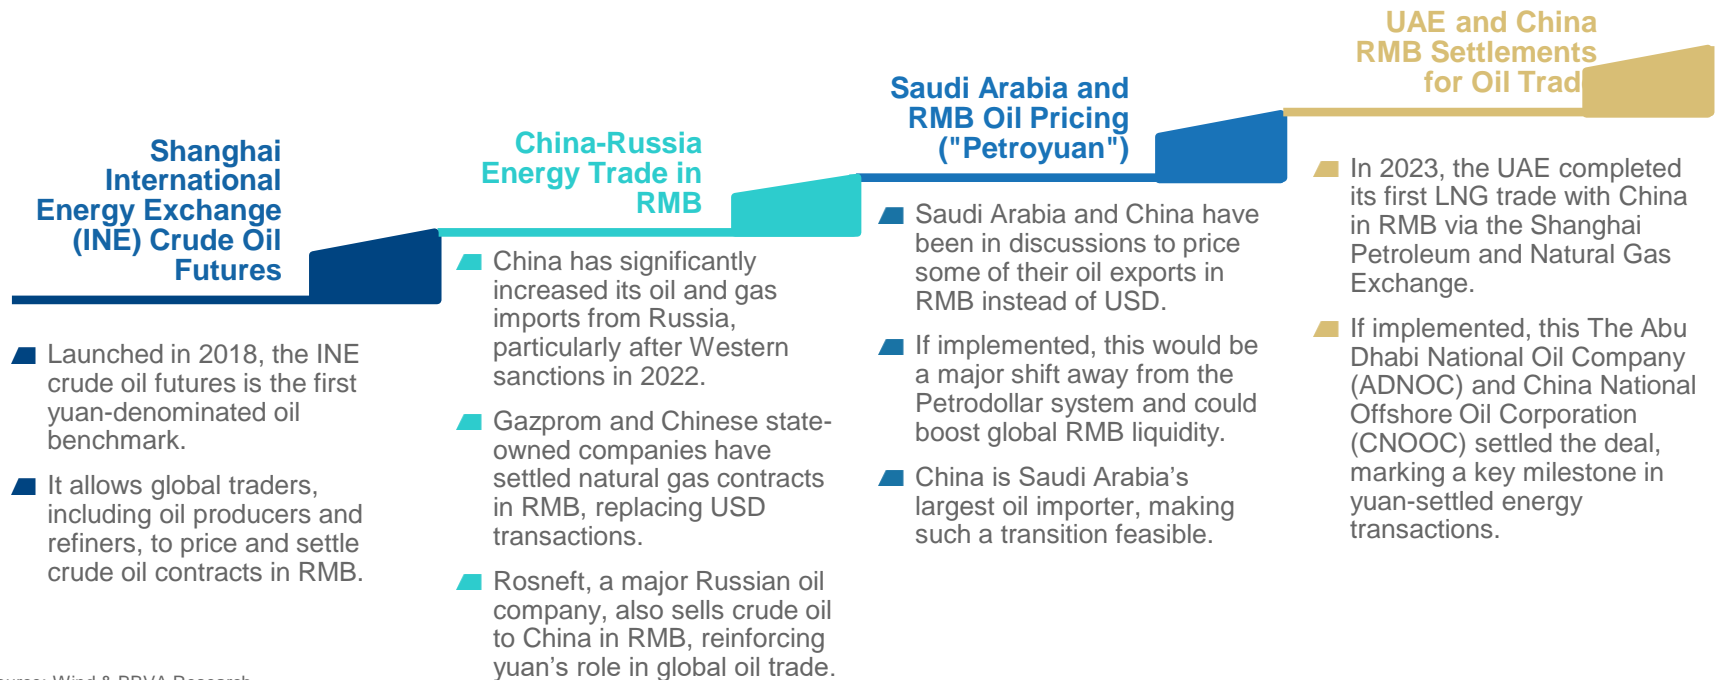 Shanghai
International
Energy Exchange
(INE) Crude Oil
Futures
Launched in 2018, the INE
crude oil futures is the first
yuan-denominated oil
benchmark.
It allows global traders,
including oil producers and
refiners, to price and settle
crude oil contracts in RMB.
China-Russia
Energy Trade in
RMB
China has significantly
increased its oil and gas
imports from Russia,
particularly after Western
sanctions in 2022.
Gazprom and Chinese state-
owned companies have
settled natural gas contracts
in RMB, replacing USD
transactions.
Rosneft, a major Russian oil
company, also sells crude oil
to China in RMB, reinforcing
yuan’s role in global oil trade.
Saudi Arabia and
RMB Oil Pricing
("Petroyuan")
Saudi Arabia and China have
been in discussions to price
some of their oil exports in
RMB instead of USD.
If implemented, this would be
a major shift away from the
Petrodollar system and could
boost global RMB liquidity.
China is Saudi Arabia’s
largest oil importer, making
such a transition feasible.
UAE and China
RMB Settlements
for Oil Trad
In 2023, the UAE completed
its first LNG trade with China
in RMB via the Shanghai
Petroleum and Natural Gas
Exchange.
If implemented, this The Abu
Dhabi National Oil Company
(ADNOC) and China National
Offshore Oil Corporation
(CNOOC) settled the deal,
marking a key milestone in
yuan-settled energy
transactions.